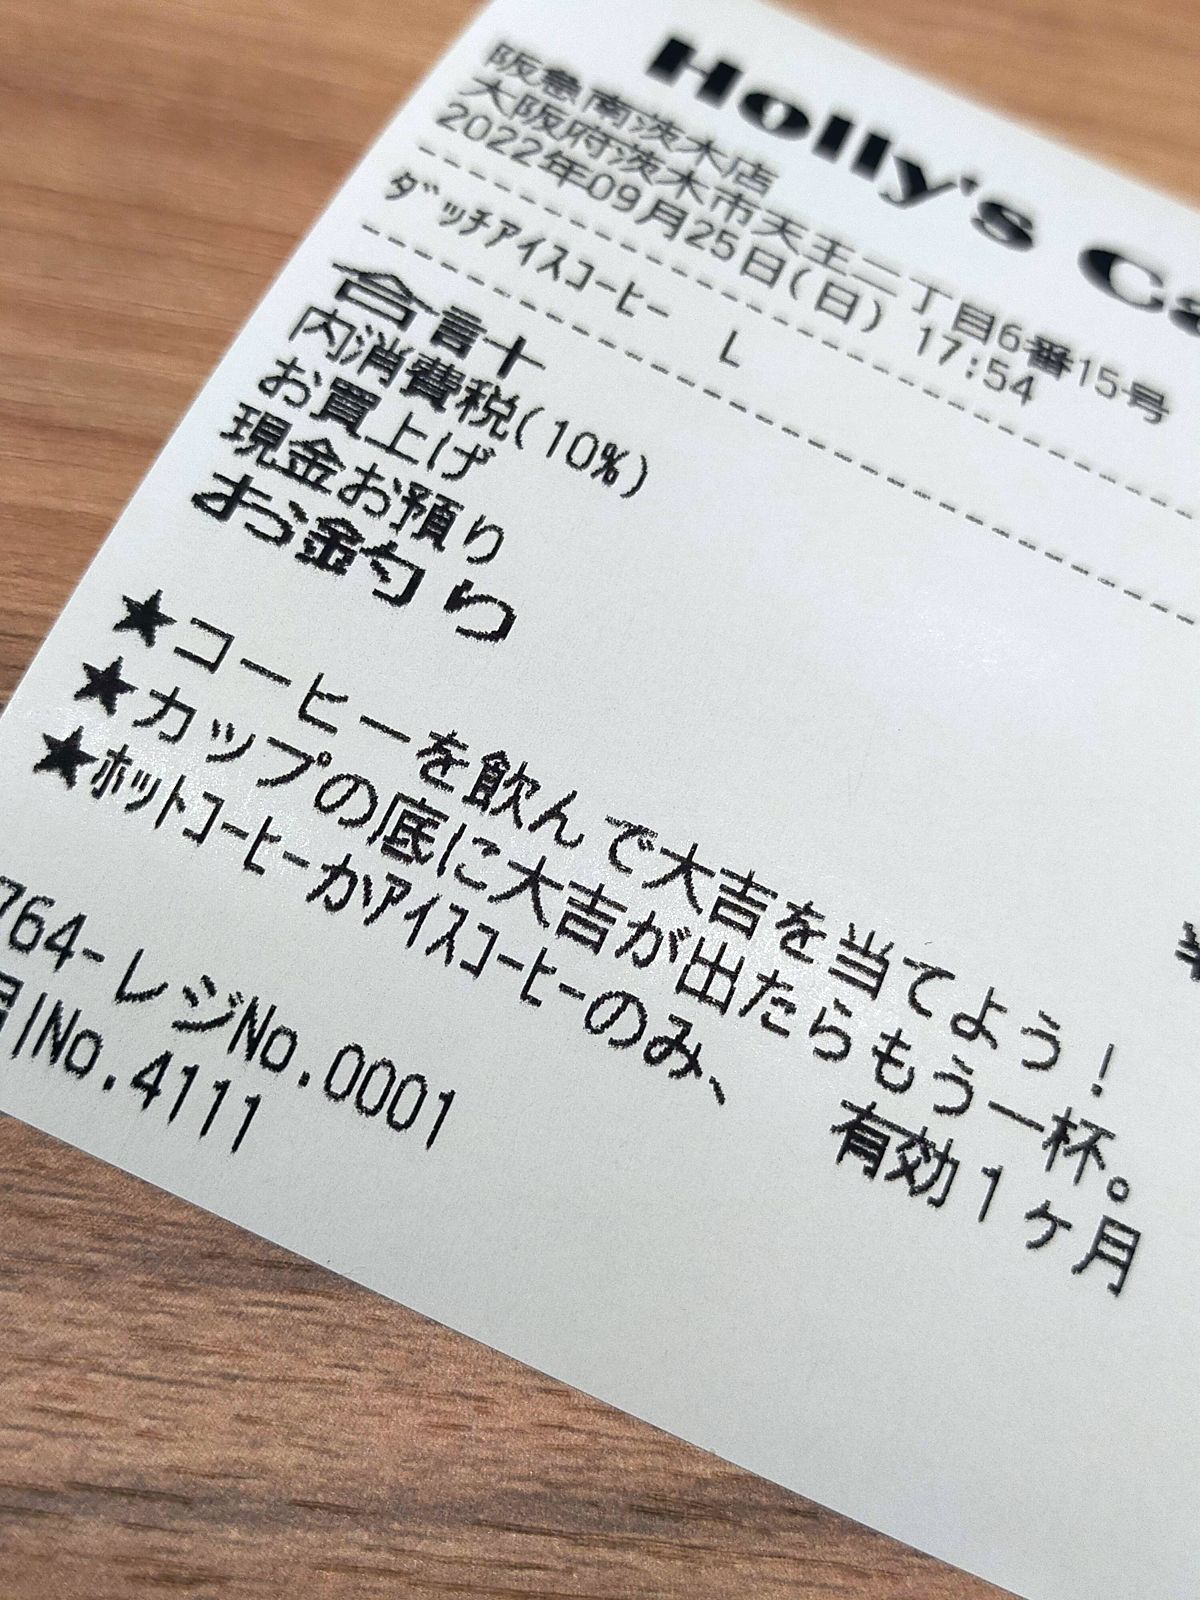 Holly's Ca
阪急南茨木店
大阪府茨木市天王二丁目6番15号
2022年09月25日(日) 17:54
ﾀﾞｯﾁｱｲｽｺｰﾋｰ L
合計
内消費税(10%)
お買上げ
現金お預り
お釣り
★コーヒーを飲んで大吉を当てよう！
★カップの底に大吉が出たらもう一杯。
★ﾎｯﾄｺｰﾋｰかｱｲｽｺｰﾋｰのみ、 有効1ヶ月
764-レジNo.0001
No.4111